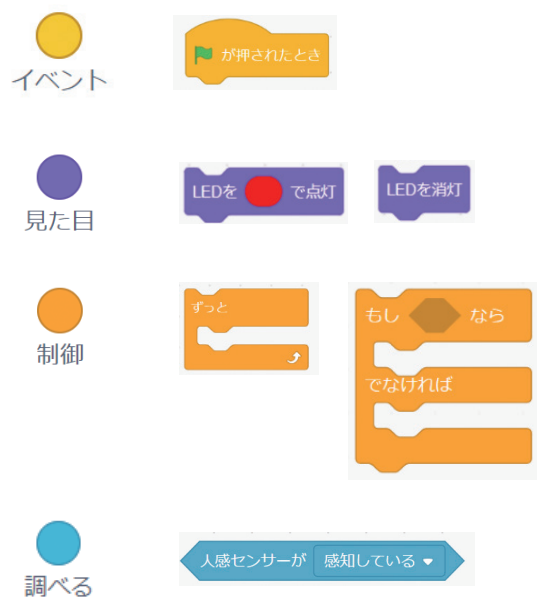 イベント
が押されたとき
見た目
LEDを で点灯
LEDを消灯
制御
ずっと
もし なら
でなければ
調べる
人感センサーが 感知している